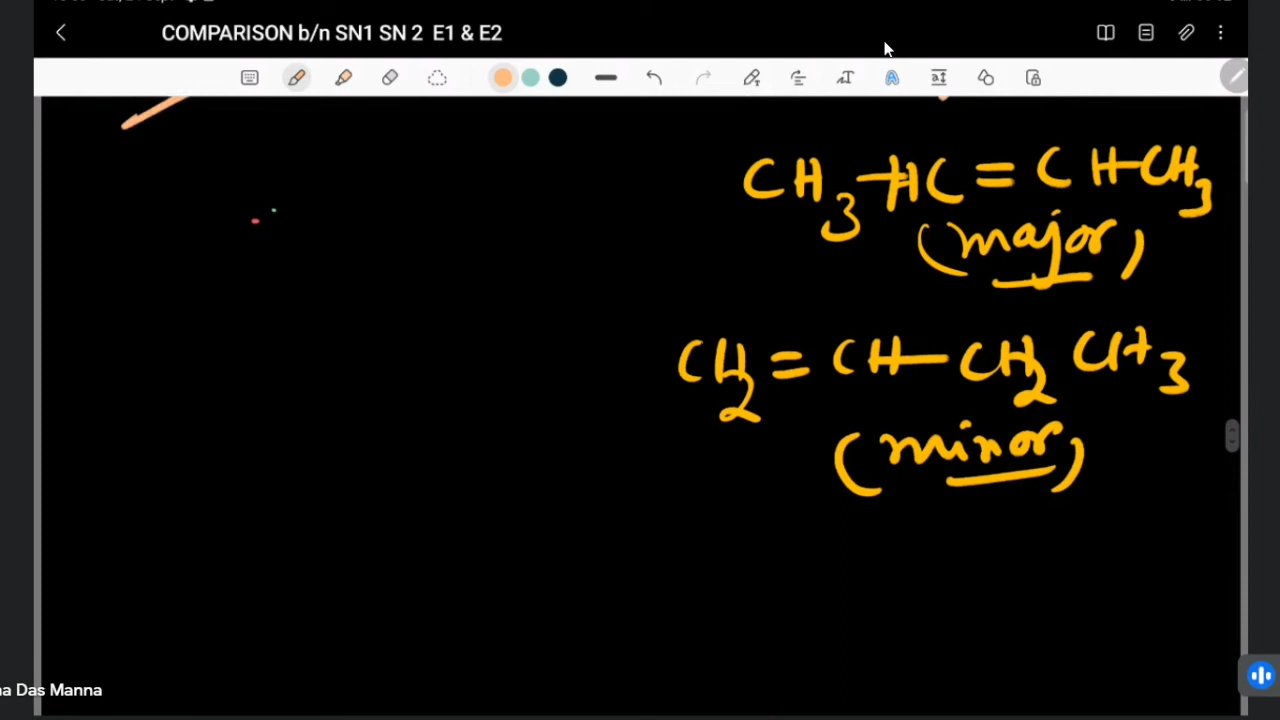 COMPARISON b/n SN1 SN 2 E1 & E2
CH3-HC=CH-CH3
(major)
CH2=CH-CH2CH3
(minor)
a Das Manna